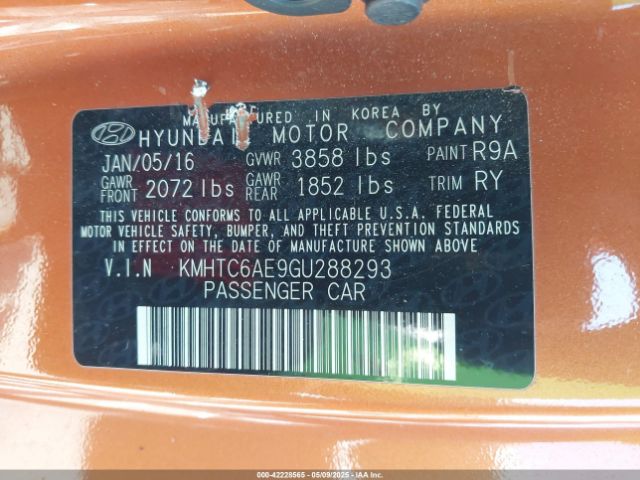 MANUFACTURED IN KOREA BY
HYUNDAI MOTOR COMPANY
JAN/05/16 GVWR 3858 lbs PAINT R9A
GAWR FRONT 2072 lbs GAWR REAR 1852 lbs TRIM RY
THIS VEHICLE CONFORMS TO ALL APPLICABLE U.S.A. FEDERAL
MOTOR VEHICLE SAFETY, BUMPER, AND THEFT PREVENTION STANDARDS
IN EFFECT ON THE DATE OF MANUFACTURE SHOWN ABOVE
V.I.N KMHTC6AE9GU288293
PASSENGER CAR
000-42228565 - 05/09/2025 - COPART.COM